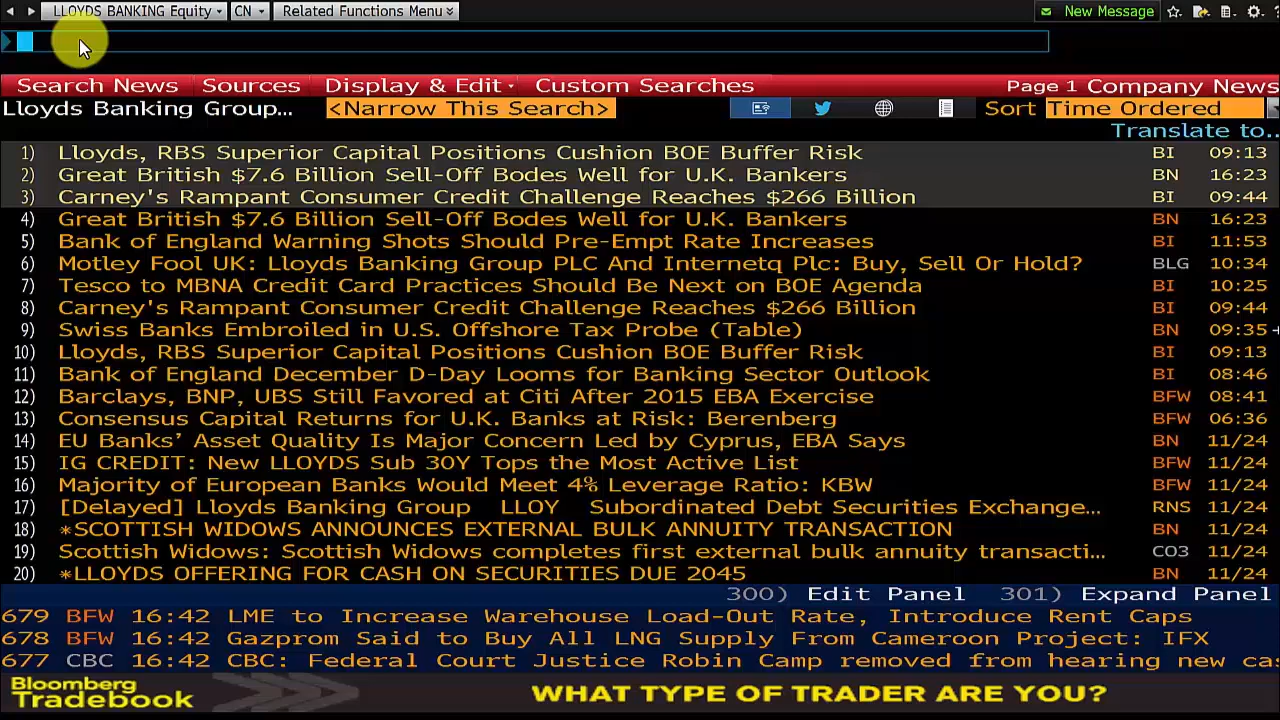 LLOYDS BANKING Equity CN Related Functions Menu New Message
Search News Sources Display & Edit Custom Searches Page 1 Company News
Lloyds Banking Group... <Narrow This Search> Sort Time Ordered
Translate to..
1) Lloyds, RBS Superior Capital Positions Cushion BOE Buffer Risk BI 09:13
2) Great British $7.6 Billion Sell-Off Bodes Well for U.K. Bankers BN 16:23
3) Carney's Rampant Consumer Credit Challenge Reaches $266 Billion BI 09:44
4) Great British $7.6 Billion Sell-Off Bodes Well for U.K. Bankers BN 16:23
5) Bank of England Warning Shots Should Pre-Empt Rate Increases BI 11:53
6) Motley Fool UK: Lloyds Banking Group PLC And Internetq Plc: Buy, Sell Or Hold? BLG 10:34
7) Tesco to MBNA Credit Card Practices Should Be Next on BOE Agenda BI 10:25
8) Carney's Rampant Consumer Credit Challenge Reaches $266 Billion BI 09:44
9) Swiss Banks Embroiled in U.S. Offshore Tax Probe (Table) BN 09:35+
10) Lloyds, RBS Superior Capital Positions Cushion BOE Buffer Risk BI 09:13
11) Bank of England December D-Day Looms for Banking Sector Outlook BI 08:46
12) Barclays, BNP, UBS Still Favored at Citi After 2015 EBA Exercise BFW 08:41
13) Consensus Capital Returns for U.K. Banks at Risk: Berenberg BFW 06:36
14) EU Banks’ Asset Quality Is Major Concern Led by Cyprus, EBA Says BN 11/24
15) IG CREDIT: New LLOYDS Sub 30Y Tops the Most Active List BFW 11/24
16) Majority of European Banks Would Meet 4% Leverage Ratio: KBW BFW 11/24
17) [Delayed] Lloyds Banking Group LLOY Subordinated Debt Securities Exchange... RNS 11/24
18) *SCOTTISH WIDOWS ANNOUNCES EXTERNAL BULK ANNUITY TRANSACTION BN 11/24
19) Scottish Widows: Scottish Widows completes first external bulk annuity transacti... CO3 11/24
20) *LLOYDS OFFERING FOR CASH ON SECURITIES DUE 2045 BN 11/24
300) Edit Panel 301) Expand Panel
679 BFW 16:42 LME to Increase Warehouse Load-Out Rate, Introduce Rent Caps
678 BFW 16:42 Gazprom Said to Buy All LNG Supply From Cameroon Project: IFX
677 CBC 16:42 CBC: Federal Court Justice Robin Camp removed from hearing new cas
Bloomberg
Tradebook WHAT TYPE OF TRADER ARE YOU?